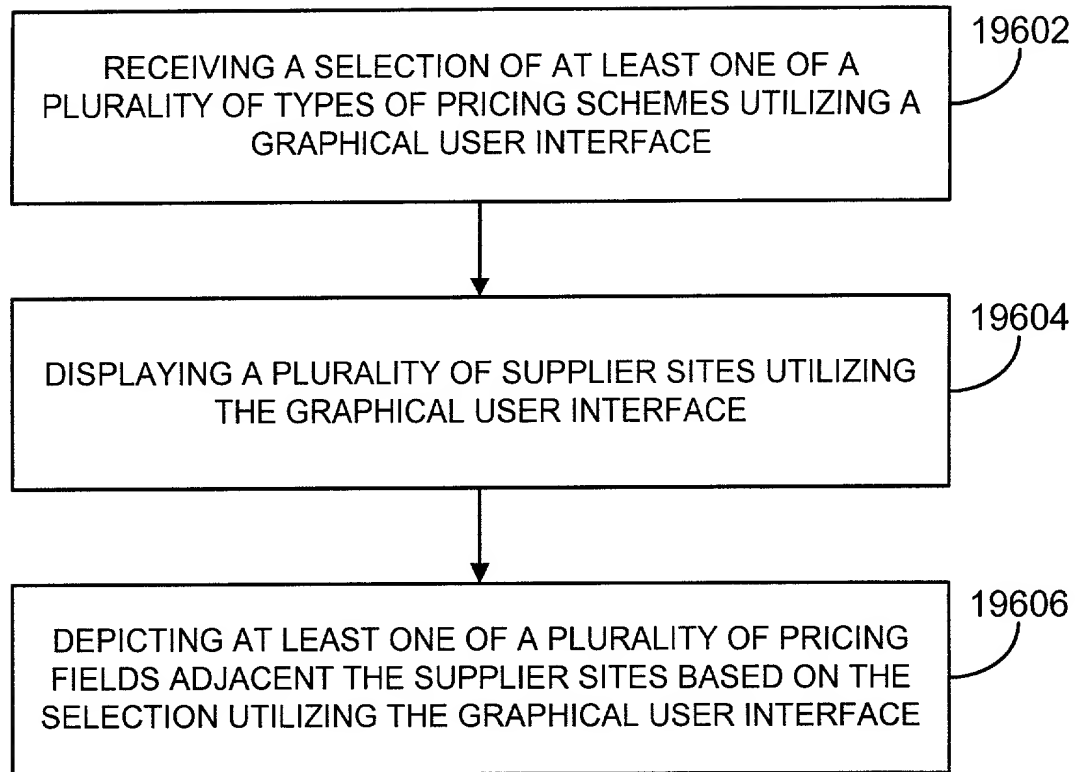 19602
RECEIVING A SELECTION OF AT LEAST ONE OF A
PLURALITY OF TYPES OF PRICING SCHEMES UTILIZING A
GRAPHICAL USER INTERFACE
19604
DISPLAYING A PLURALITY OF SUPPLIER SITES UTILIZING
THE GRAPHICAL USER INTERFACE
19606
DEPICTING AT LEAST ONE OF A PLURALITY OF PRICING
FIELDS ADJACENT THE SUPPLIER SITES BASED ON THE
SELECTION UTILIZING THE GRAPHICAL USER INTERFACE